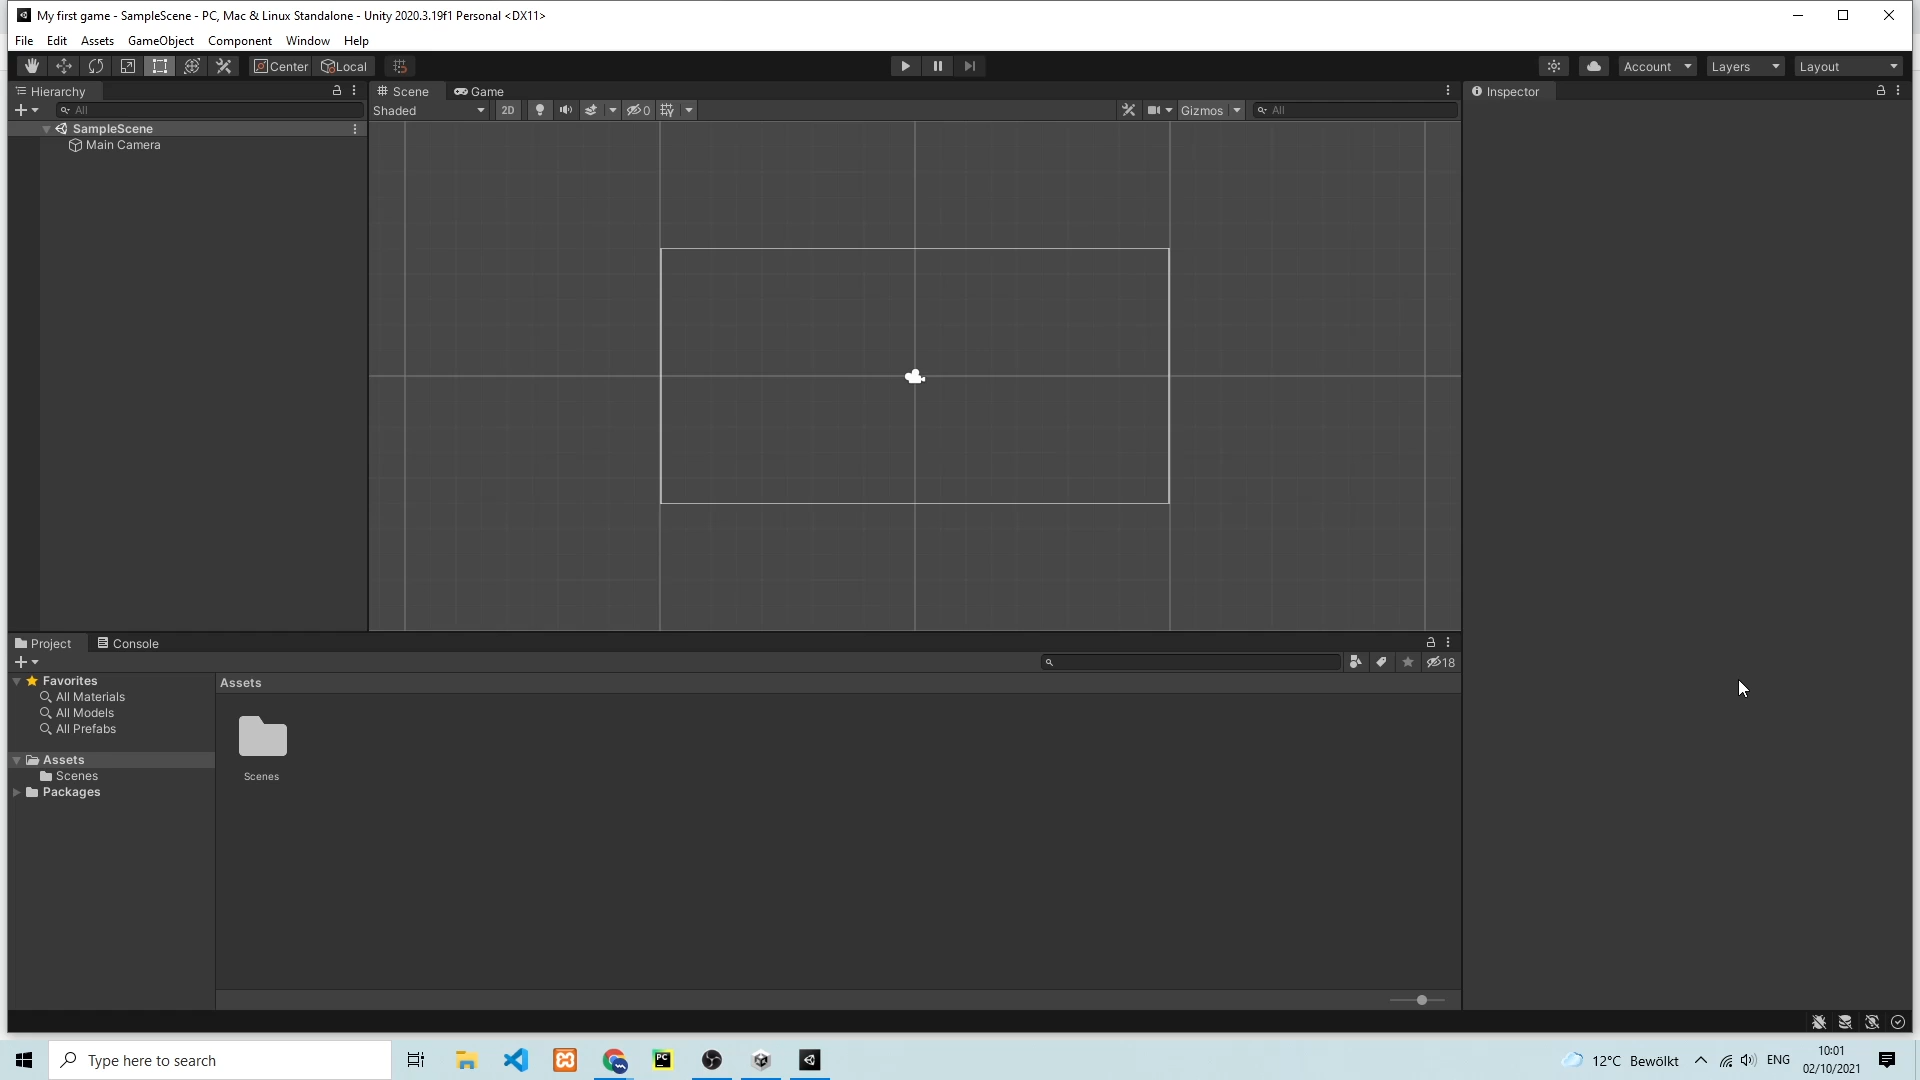 My first game - SampleScene - PC, Mac & Linux Standalone - Unity 2020.3.19f1 Personal <DX11>
File Edit Assets GameObject Component Window Help
Center Local Account Layers Layout
Hierarchy Scene Game Inspector
All Shaded 2D 0 Gizmos All
SampleScene
Main Camera
Project Console
18
Favorites Assets
All Materials
All Models
All Prefabs
Assets
Scenes Scenes
Packages
Type here to search PC 12°C Bewölkt ENG 10:01
02/10/2021